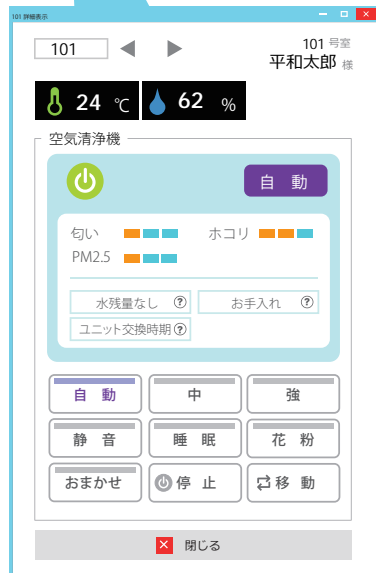 101 詳細表示
101
101 号室
平和太郎 様
24 ℃ 62 %
空気清浄機
自 動
匂い ホコリ
PM2.5
水残量なし ? お手入れ ?
ユニット交換時期 ?
自 動 中 強
静 音 睡 眠 花 粉
おまかせ 停 止 移 動
閉じる